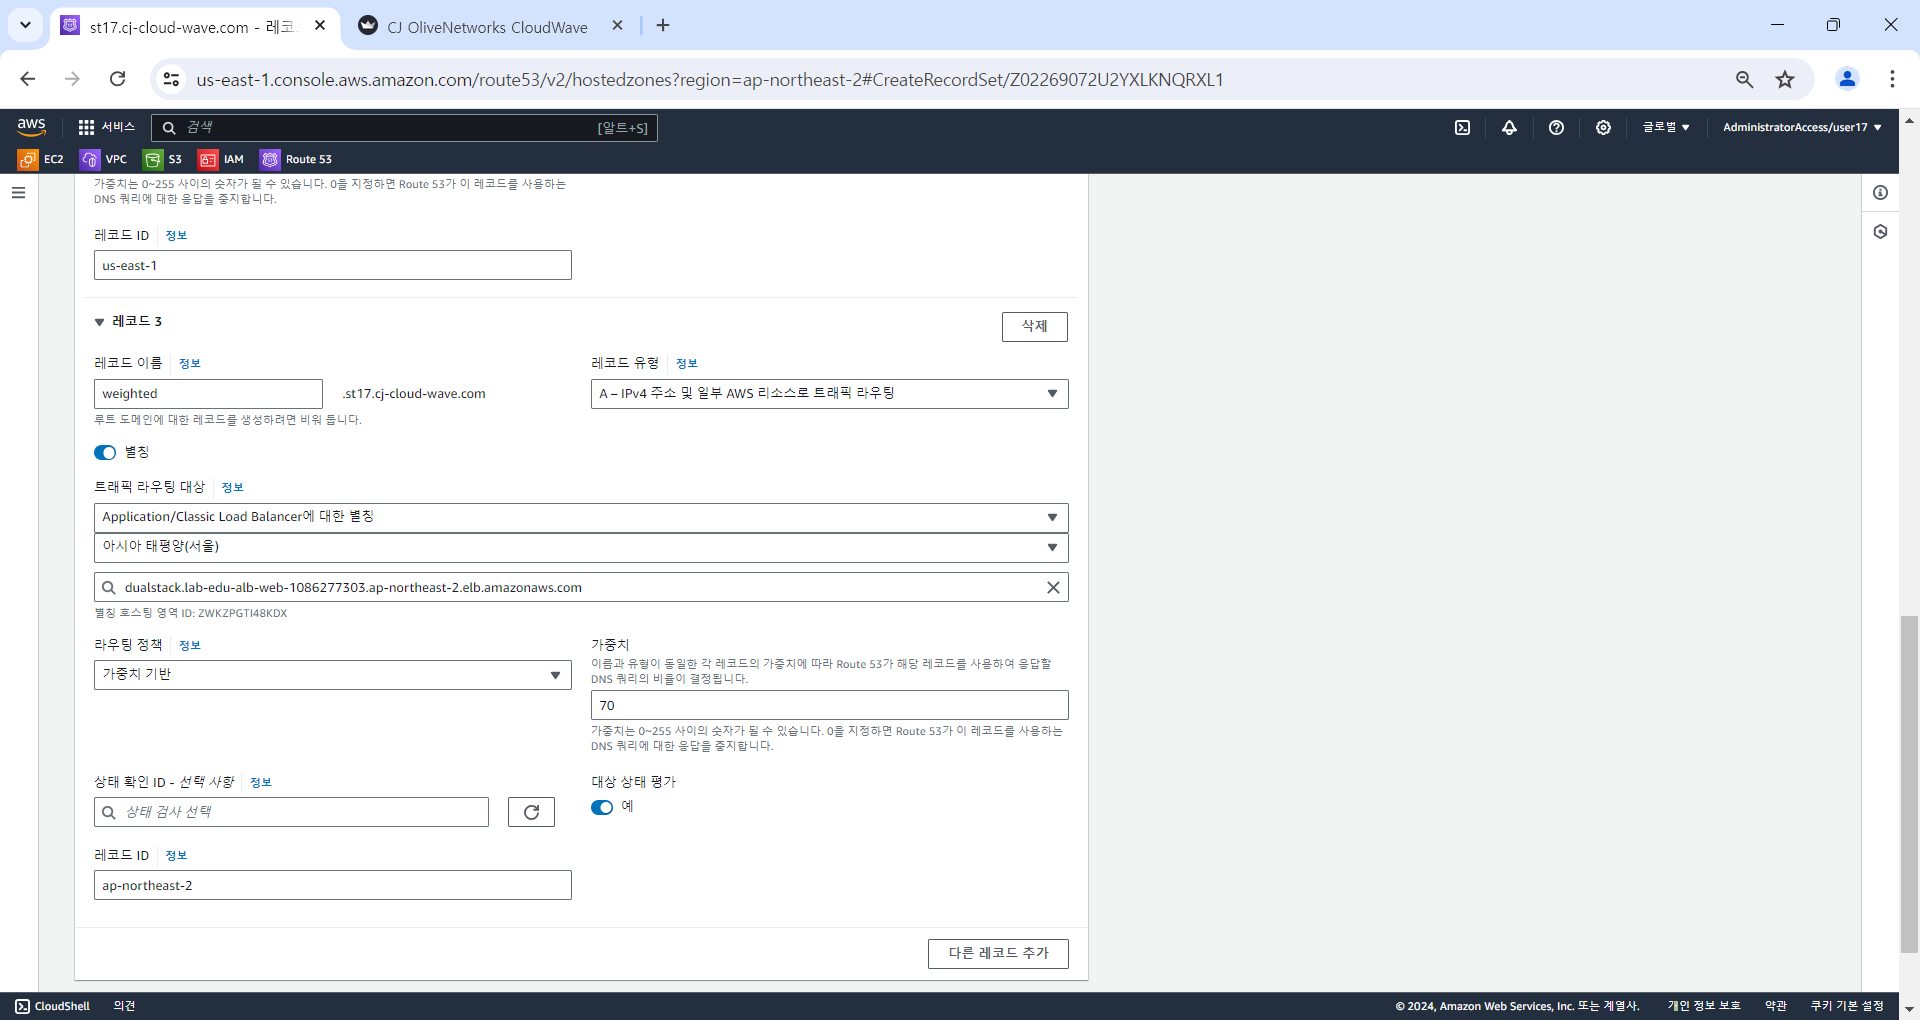 st17.cj-cloud-wave.com - 레코
CJ OliveNetworks CloudWave
us-east-1.console.aws.amazon.com/route53/v2/hostedzones?region=ap-northeast-2#CreateRecordSet/Z02269072U2YXLKNQRXL1
aws
서비스
검색
[알트+S]
글로벌
AdministratorAccess/user17
EC2
VPC
S3
IAM
Route 53
가중치는 0~255 사이의 숫자가 될 수 있습니다. 0을 지정하면 Route 53가 이 레코드를 사용하는
DNS 쿼리에 대한 응답을 중지합니다.
레코드 ID
정보
us-east-1
레코드 3
삭제
레코드 이름
정보
레코드 유형
정보
weighted
.st17.cj-cloud-wave.com
A – IPv4 주소 및 일부 AWS 리소스로 트래픽 라우팅
루트 도메인에 대한 레코드를 생성하려면 비워 둡니다.
별칭
트래픽 라우팅 대상
정보
Application/Classic Load Balancer에 대한 별칭
아시아 태평양(서울)
dualstack.lab-edu-alb-web-1086277303.ap-northeast-2.elb.amazonaws.com
별칭 호스팅 영역 ID: ZWKZPGTI48KDX
라우팅 정책
정보
가중치
이름과 유형이 동일한 각 레코드의 가중치에 따라 Route 53가 해당 레코드를 사용하여 응답할
DNS 쿼리의 비율이 결정됩니다.
가중치 기반
70
가중치는 0~255 사이의 숫자가 될 수 있습니다. 0을 지정하면 Route 53가 이 레코드를 사용하는
DNS 쿼리에 대한 응답을 중지합니다.
상태 확인 ID - 선택 사항
정보
대상 상태 평가
상태 검사 선택
예
레코드 ID
정보
ap-northeast-2
다른 레코드 추가
CloudShell
의견
© 2024, Amazon Web Services, Inc. 또는 계열사.
개인 정보 보호
약관
쿠키 기본 설정